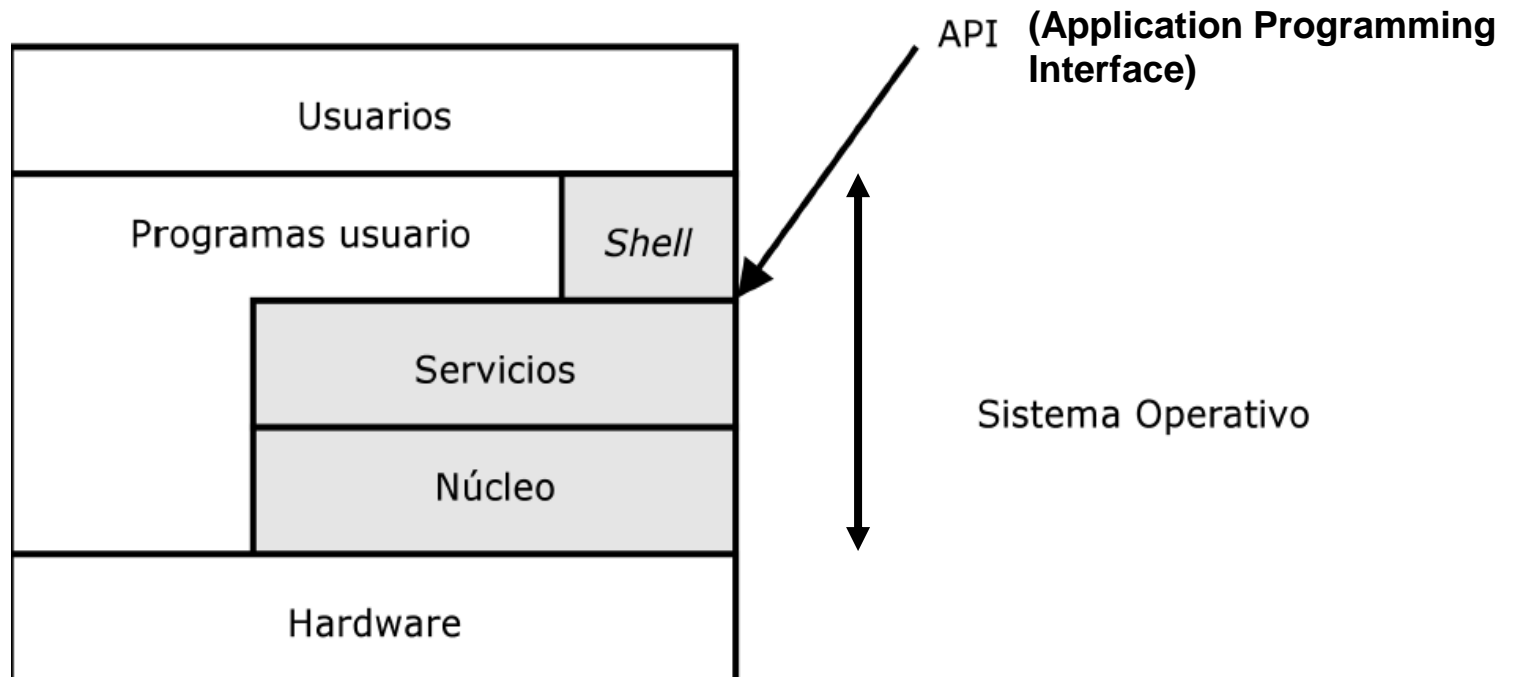 API (Application Programming
Interface)
Usuarios
Programas usuario
Shell
Servicios
Sistema Operativo
Núcleo
Hardware